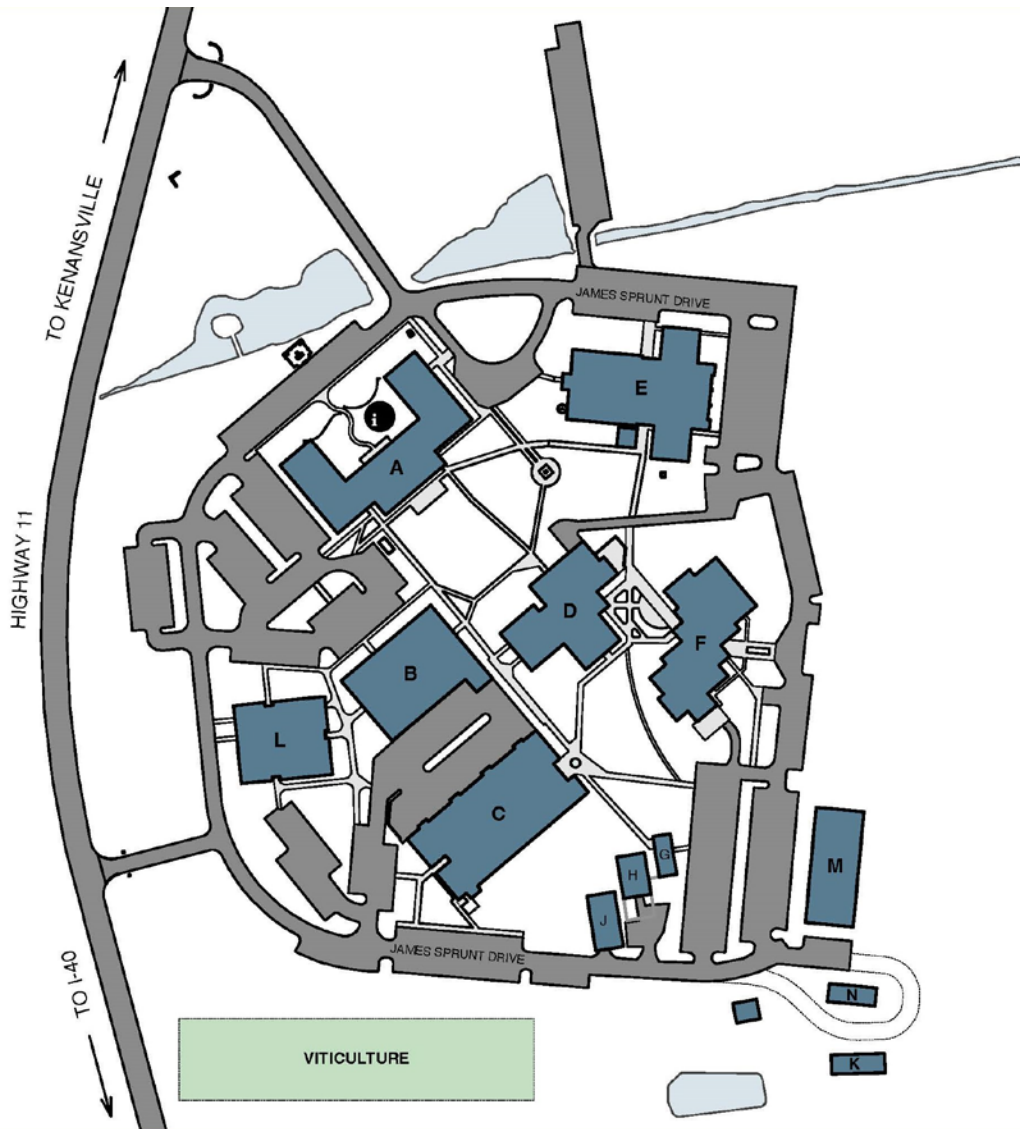 TO KENANSVILLE
JAMES SPRUNT DRIVE
E
i
A
HIGHWAY 11
D
F
B
L
C
G
H
M
J
JAMES SPRUNT DRIVE
TO I-40
N
VITICULTURE
K